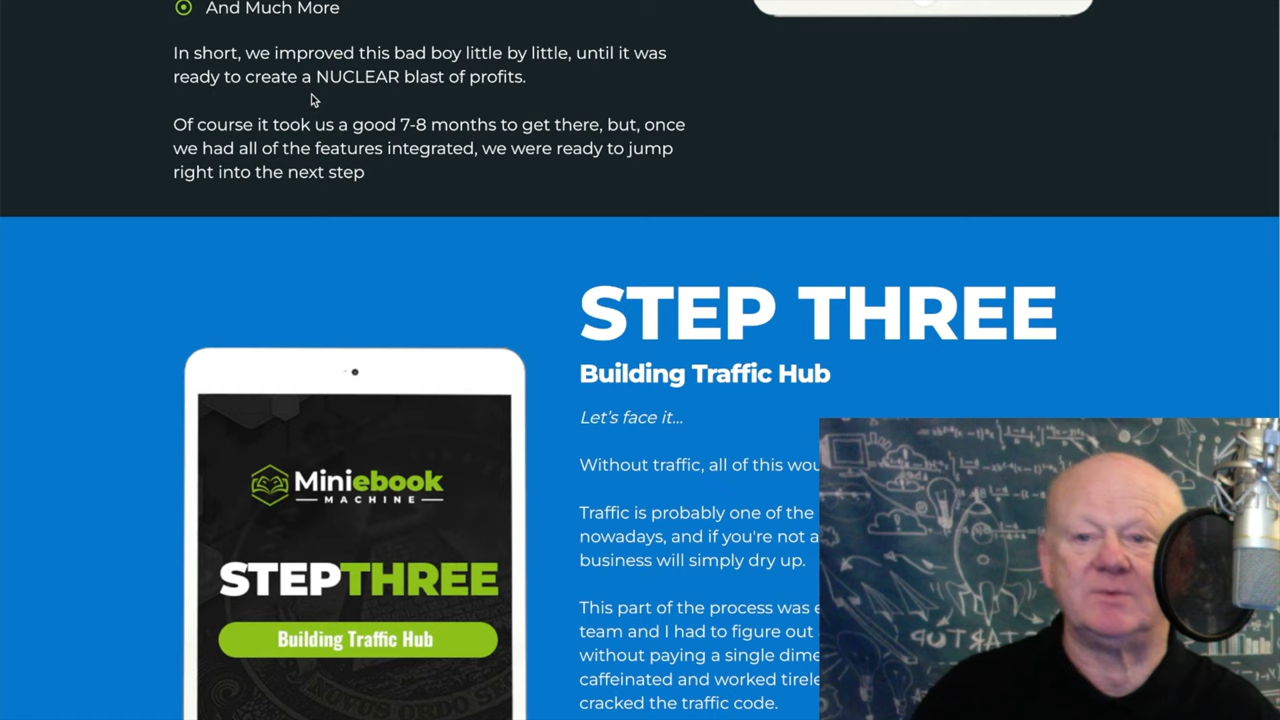 And Much More
In short, we improved this bad boy little by little, until it was
ready to create a NUCLEAR blast of profits.
Of course it took us a good 7-8 months to get there, but, once
we had all of the features integrated, we were ready to jump
right into the next step
STEP THREE
Building Traffic Hub
Let's face it...
Without traffic, all of this
Traffic is probably one of the
nowadays, and if you're not
business will simply dry up.
This part of the process was
team and I had to figure out
without paying a single
caffeinated and worked
cracked the traffic code.
Miniebook
MACHINE
STEPTHREE
Building Traffic Hub